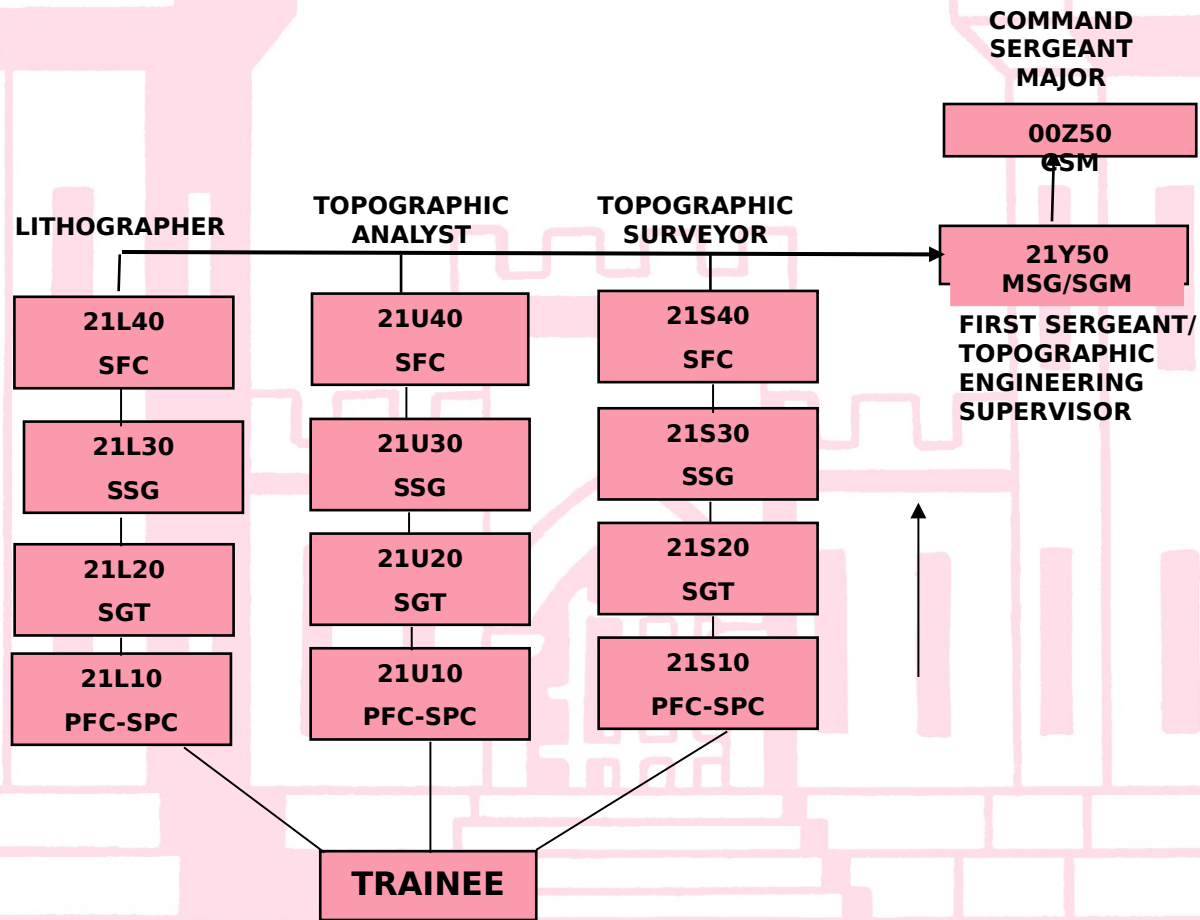 COMMAND
SERGEANT
MAJOR
00Z50
CSM
LITHOGRAPHER
TOPOGRAPHIC
ANALYST
TOPOGRAPHIC
SURVEYOR
21Y50
MSG/SGM
FIRST SERGEANT/
TOPOGRAPHIC
ENGINEERING
SUPERVISOR
21L40
SFC
21U40
SFC
21S40
SFC
21L30
SSG
21U30
SSG
21S30
SSG
21L20
SGT
21U20
SGT
21S20
SGT
21L10
PFC-SPC
21U10
PFC-SPC
21S10
PFC-SPC
TRAINEE